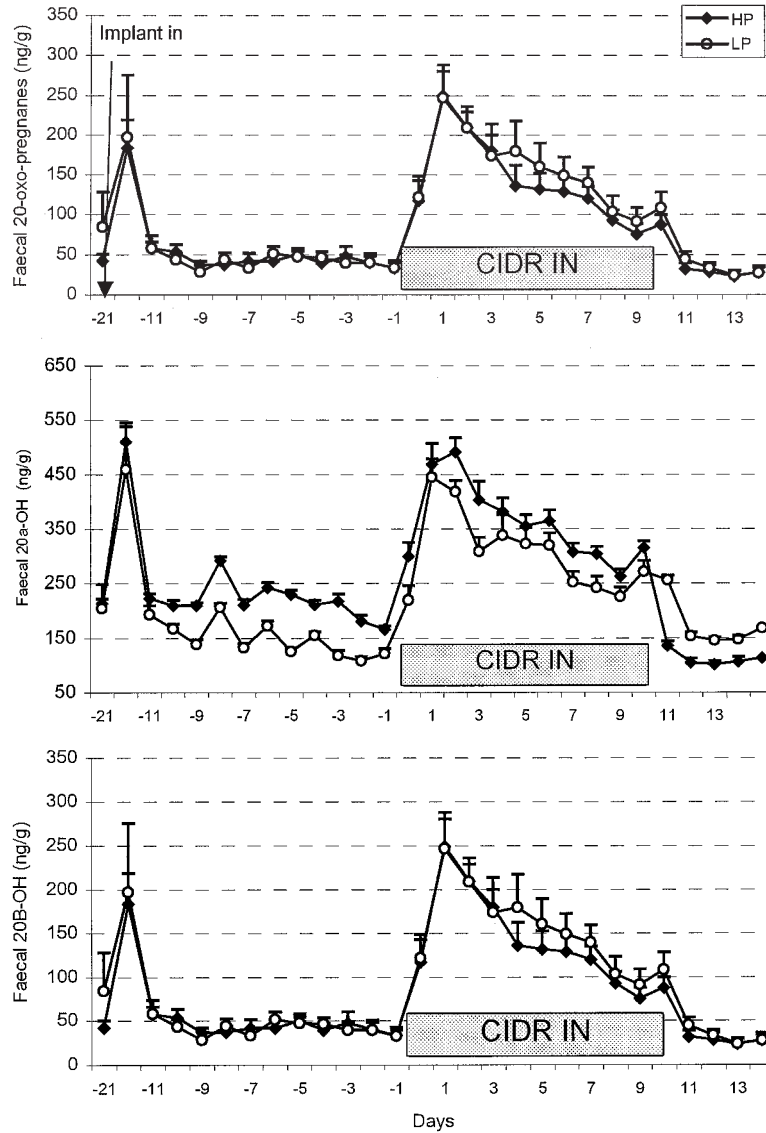 350
300
250
200
150
100
50
0
Faecal 20-oxo-pregnanes (ng/g)
Implant in
HP
LP
CIDR IN
-21 -11 -9 -7 -5 -3 -1 1 3 5 7 9 11 13
650
550
450
350
250
150
50
Faecal 20a-OH (ng/g)
CIDR IN
-21 -11 -9 -7 -5 -3 -1 1 3 5 7 9 11 13
350
300
250
200
150
100
50
0
Faecal 20B-OH (ng/g)
CIDR IN
-21 -11 -9 -7 -5 -3 -1 1 3 5 7 9 11 13
Days